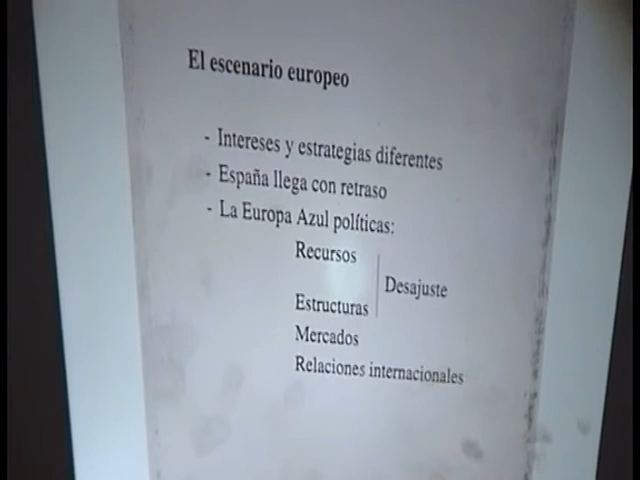 El escenario europeo
- Intereses y estrategias diferentes
- España llega con retraso
- La Europa Azul políticas:
Recursos
Desajuste
Estructuras
Mercados
Relaciones internacionales